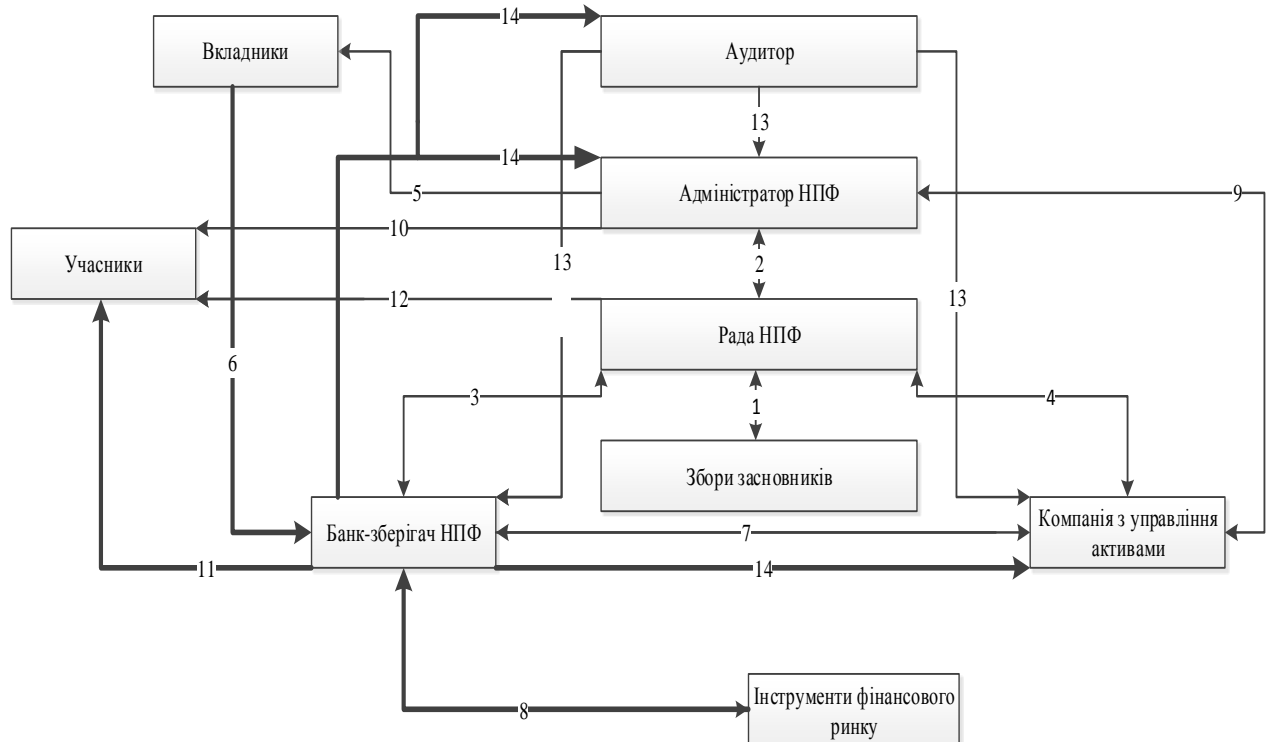 14
Вкладники
Аудитор
13
14
5
Адміністратор НПФ
9
10
Учасники
13
2
12
13
Рада НПФ
6
3
1
4
Збори засновників
Банк-зберігач НПФ
7
Компанія з управління
активами
11
14
Інструменти фінансового
8
ринку